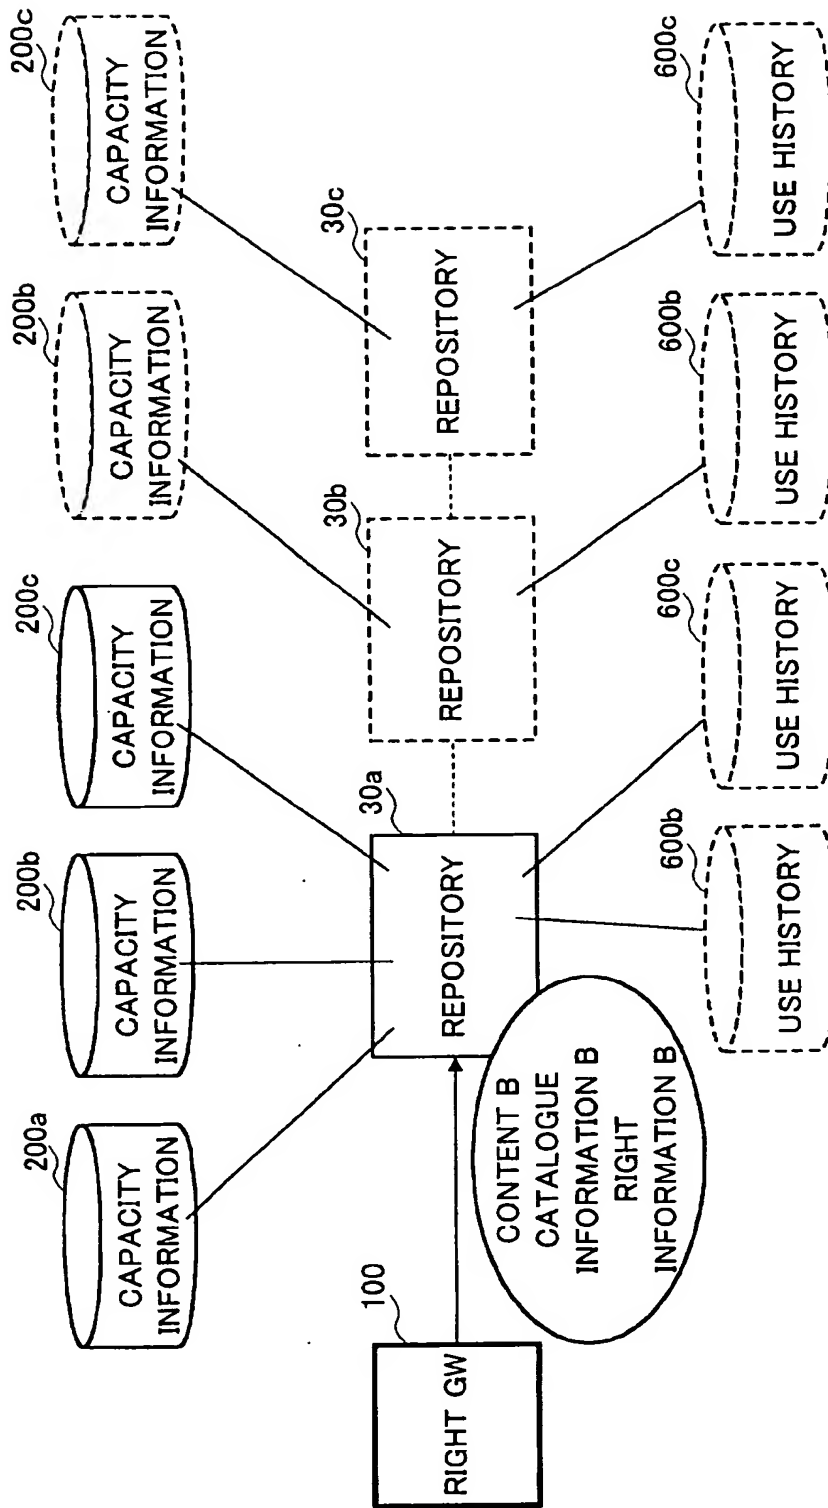 200a
CAPACITY
INFORMATION
200b
CAPACITY
INFORMATION
200c
CAPACITY
INFORMATION
200b
CAPACITY
INFORMATION
200c
CAPACITY
INFORMATION
100
RIGHT GW
30a
REPOSITORY
30b
REPOSITORY
30c
REPOSITORY
CONTENT B
CATALOGUE
INFORMATION B
RIGHT
INFORMATION B
600b
USE HISTORY
600c
USE HISTORY
600b
USE HISTORY
600c
USE HISTORY